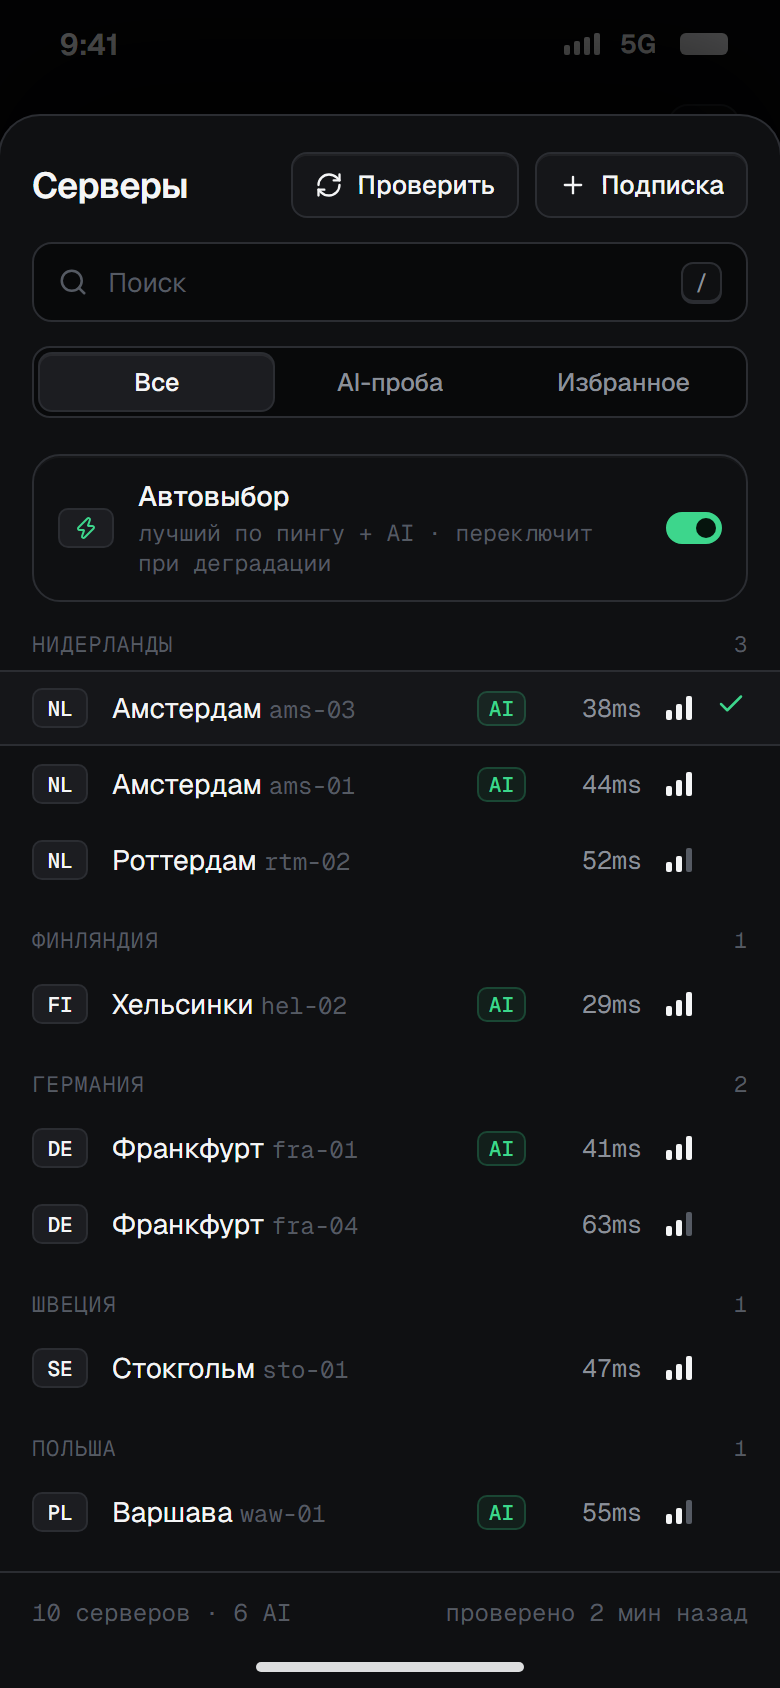 9:41 5G
Серверы Проверить Подписка
Поиск /
Все AI-проба Избранное
Автовыбор
лучший по пингу + AI · переключит
при деградации
НИДЕРЛАНДЫ 3
NL Амстердам ams-03 AI 38ms
NL Амстердам ams-01 AI 44ms
NL Роттердам rtm-02 52ms
ФИНЛЯНДИЯ 1
FI Хельсинки hel-02 AI 29ms
ГЕРМАНИЯ 2
DE Франкфурт fra-01 AI 41ms
DE Франкфурт fra-04 63ms
ШВЕЦИЯ 1
SE Стокгольм sto-01 47ms
ПОЛЬША 1
PL Варшава waw-01 AI 55ms
10 серверов · 6 AI проверено 2 мин назад